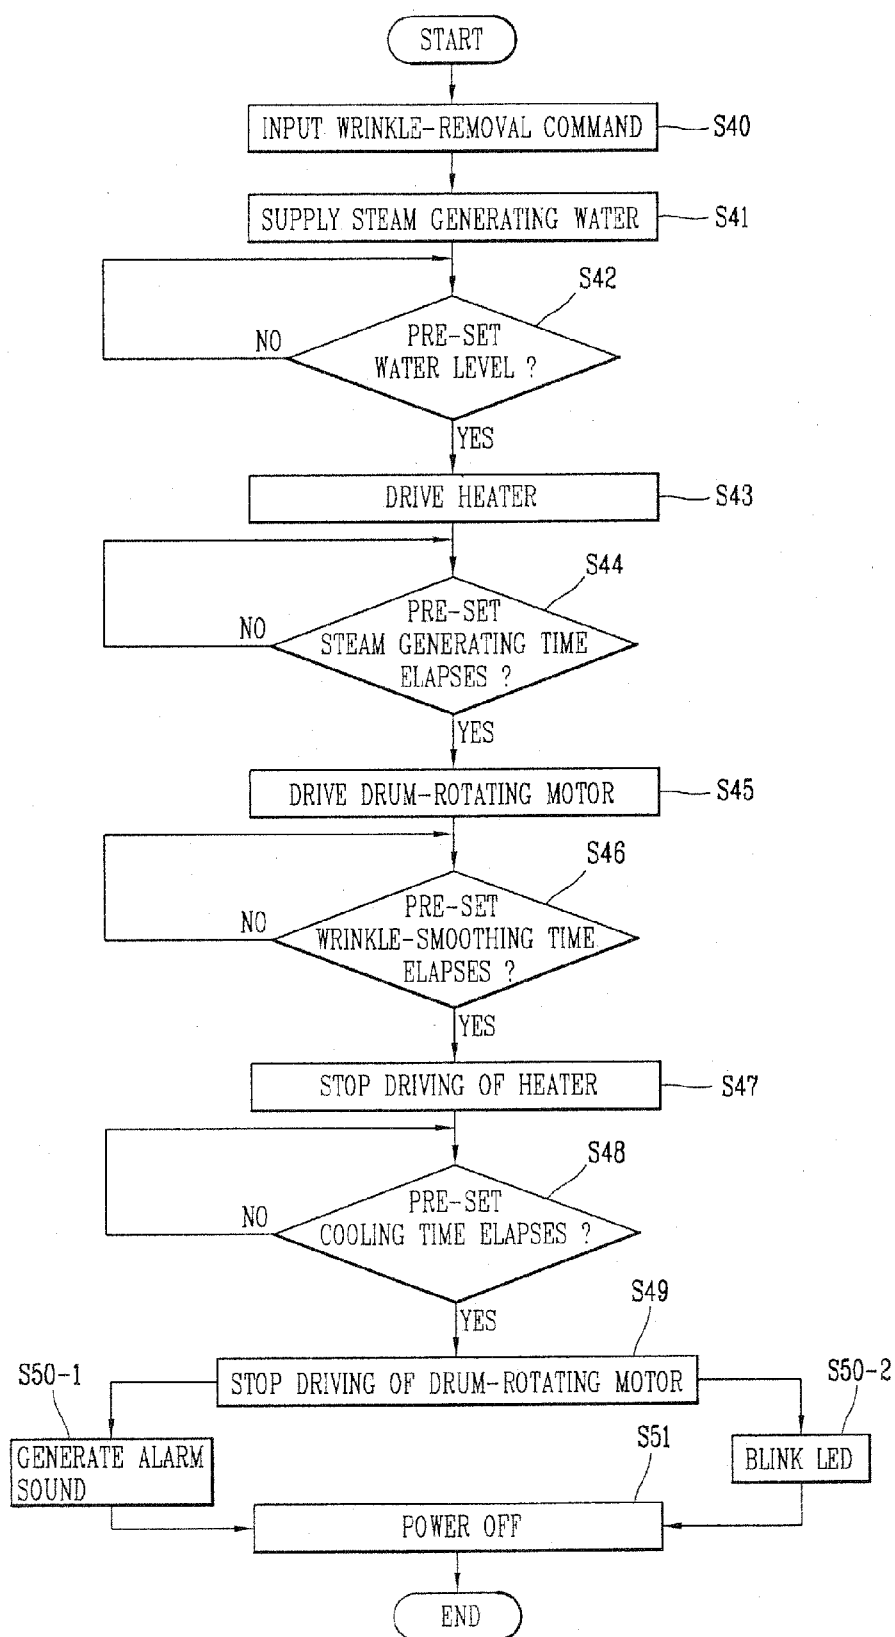 START
INPUT WRINKLE-REMOVAL COMMAND
S40
SUPPLY STEAM GENERATING WATER
S41
S42
PRE-SET
WATER LEVEL ?
NO
YES
DRIVE HEATER
S43
S44
PRE-SET
STEAM GENERATING TIME
ELAPSES ?
NO
YES
DRIVE DRUM-ROTATING MOTOR
S45
S46
PRE-SET
WRINKLE-SMOOTHING TIME
ELAPSES ?
NO
YES
STOP DRIVING OF HEATER
S47
S48
PRE-SET
COOLING TIME ELAPSES ?
NO
YES
S49
STOP DRIVING OF DRUM-ROTATING MOTOR
S50-1
GENERATE ALARM
SOUND
S50-2
BLINK LED
S51
POWER OFF
END